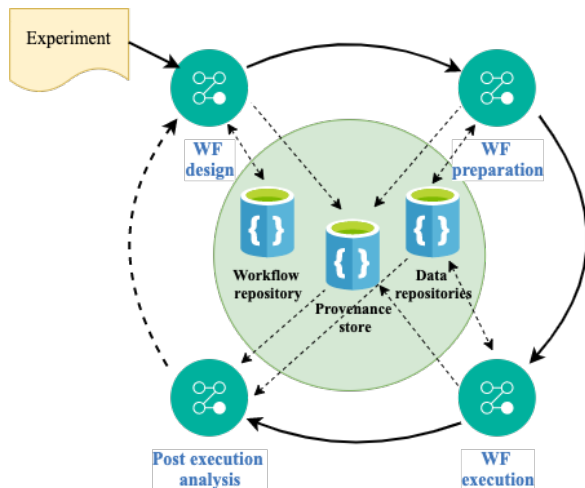 Experiment
WF
design
WF
preparation
Workflow
repository
Provenance
store
Data
repositories
Post execution
analysis
WF
execution